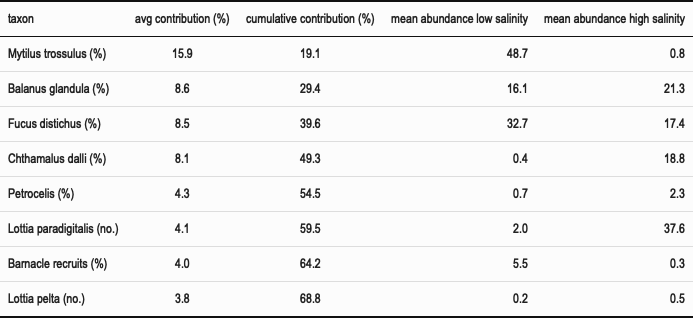 taxon avg contribution (%) cumulative contribution (%) mean abundance low salinity mean abundance high salinity
Mytilus trossulus (%) 15.9 19.1 48.7 0.8
Balanus glandula (%) 8.6 29.4 16.1 21.3
Fucus distichus (%) 8.5 39.6 32.7 17.4
Chthamalus dalli (%) 8.1 49.3 0.4 18.8
Petrocelis (%) 4.3 54.5 0.7 2.3
Lottia paradigitalis (no.) 4.1 59.5 2.0 37.6
Barnacle recruits (%) 4.0 64.2 5.5 0.3
Lottia pelta (no.) 3.8 68.8 0.2 0.5